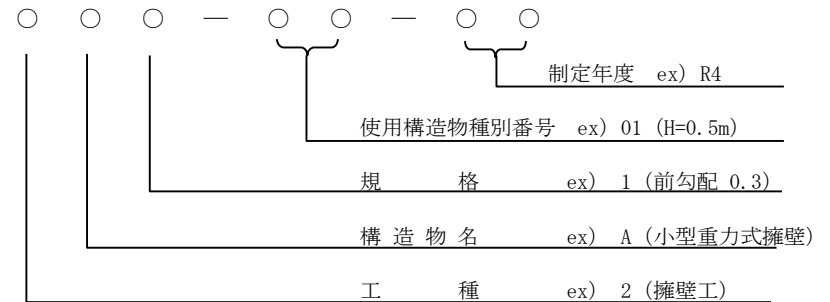 ○ ○ ○ ― ○ ○ ― ○ ○
制定年度 ex) R4
使用構造物種別番号 ex) 01 (H=0.5m)
規 格 ex) 1 (前勾配 0.3)
構 造 物 名 ex) A (小型重力式擁壁)
工 種 ex) 2 (擁壁工)